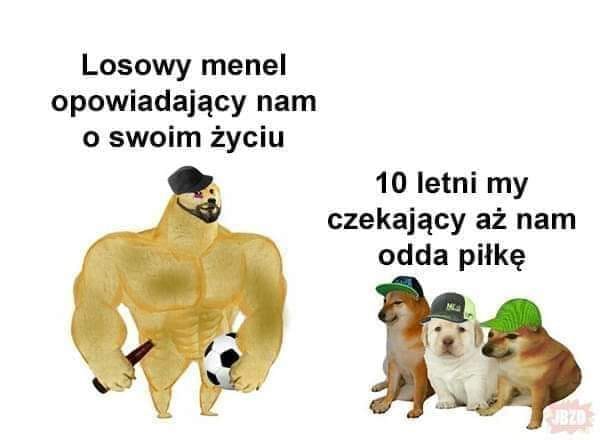 Losowy menel
opowiadający nam
o swoim życiu
10 letni my
czekający aż nam
odda piłkę
JBZD